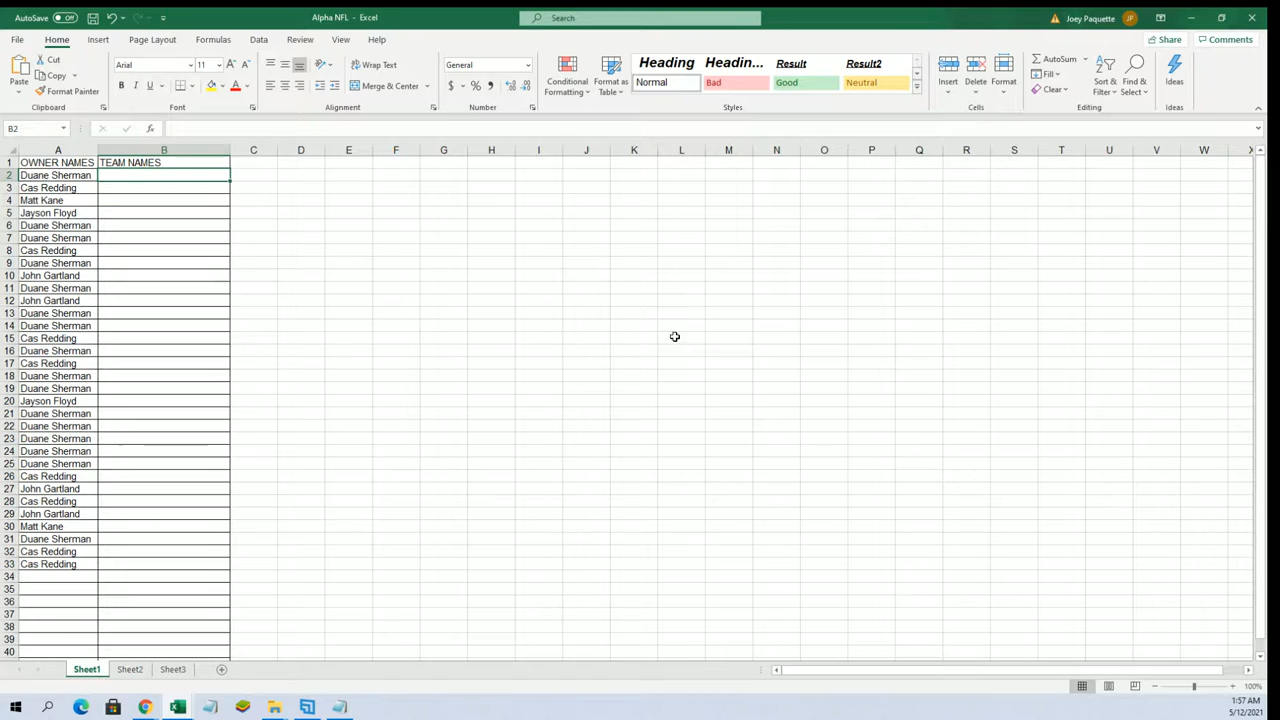 AutoSave Off
Alpha NFL - Excel
Search
Joey Paquette JP
File Home Insert Page Layout Formulas Data Review View Help
Share Comments
Paste
Cut
Copy
Format Painter
Clipboard
Arial 11
B I U
Font
Wrap Text
Merge & Center
Alignment
General
$ % 9
Number
Conditional Formatting
Format as Table
Heading Headin... Result Result2
Normal Bad Good Neutral
Styles
Insert Delete Format
Cells
AutoSum
Fill
Clear
Sort & Filter
Find & Select
Editing
Ideas
Ideas
B2 fx
A B C D E F G H I J K L M N O P Q R S T U V W X
1 OWNER NAMES TEAM NAMES
2 Duane Sherman
3 Cas Redding
4 Matt Kane
5 Jayson Floyd
6 Duane Sherman
7 Duane Sherman
8 Cas Redding
9 Duane Sherman
10 John Gartland
11 Duane Sherman
12 John Gartland
13 Duane Sherman
14 Duane Sherman
15 Cas Redding
16 Duane Sherman
17 Cas Redding
18 Duane Sherman
19 Duane Sherman
20 Jayson Floyd
21 Duane Sherman
22 Duane Sherman
23 Duane Sherman
24 Duane Sherman
25 Duane Sherman
26 Cas Redding
27 John Gartland
28 Cas Redding
29 John Gartland
30 Matt Kane
31 Duane Sherman
32 Cas Redding
33 Cas Redding
34
35
36
37
38
39
40
Sheet1 Sheet2 Sheet3
100%
1:57 AM
5/12/2021